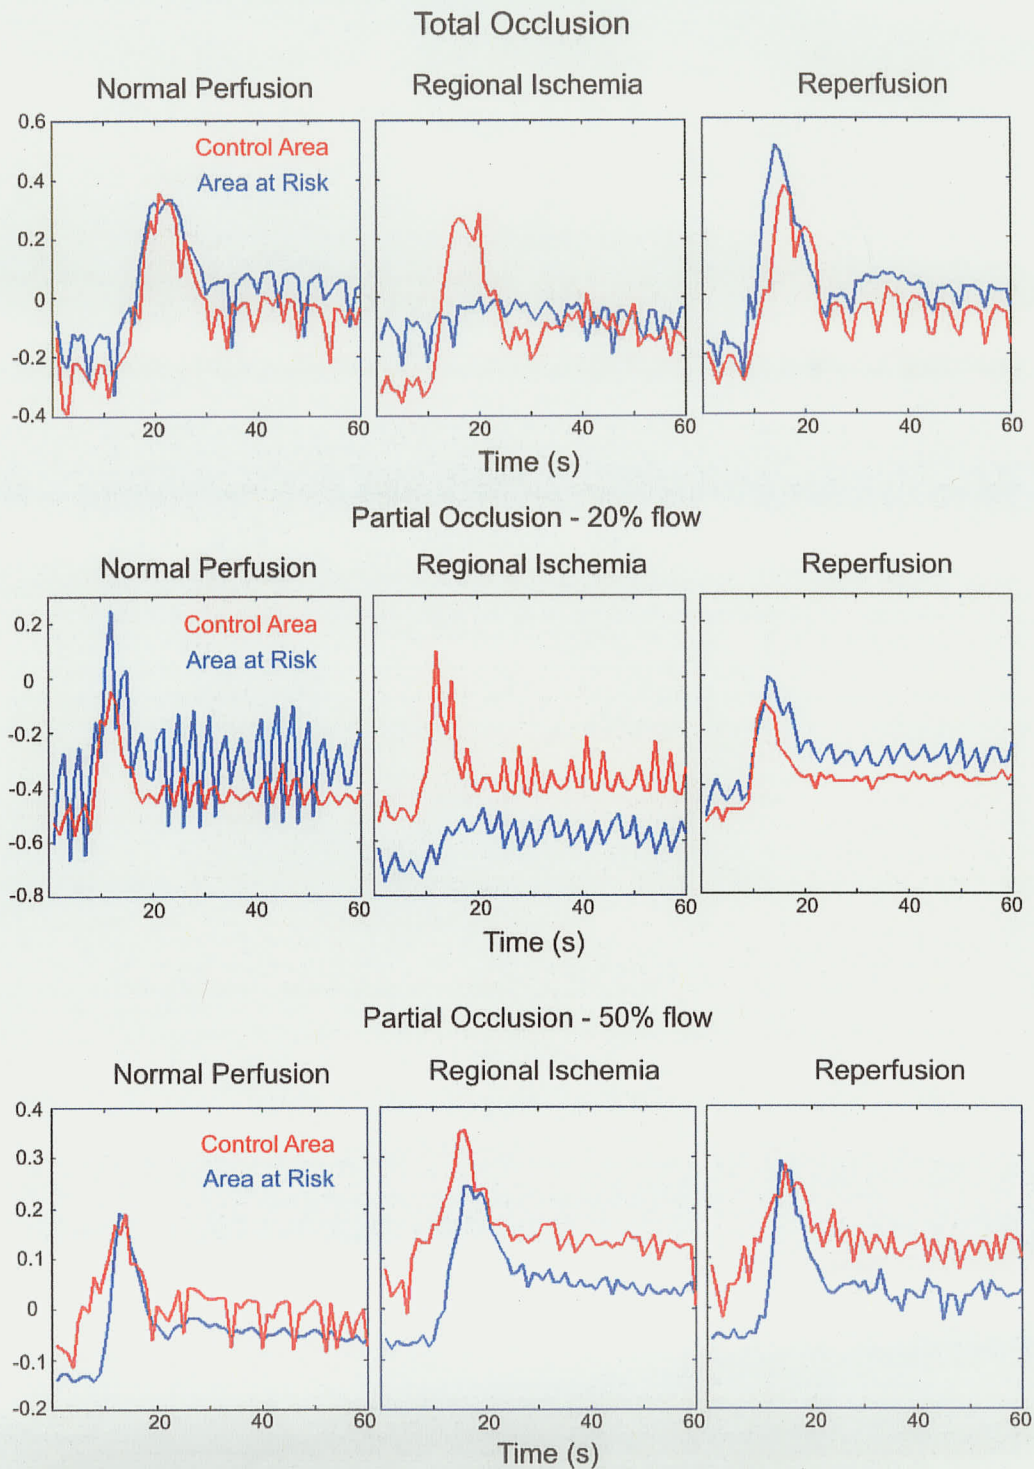 Total Occlusion
Normal Perfusion Regional Ischemia Reperfusion
0.6
Control Area
Area at Risk
0.4
0.2
0
-0.2
-0.4
20 40 60 20 40 60 20 40 60
Time (s)
Partial Occlusion - 20% flow
Normal Perfusion Regional Ischemia Reperfusion
0.2
Control Area
Area at Risk
0
-0.2
-0.4
-0.6
-0.8
20 40 60 20 40 60 20 40 60
Time (s)
Partial Occlusion - 50% flow
Normal Perfusion Regional Ischemia Reperfusion
0.4
Control Area
0.3
Area at Risk
0.2
0.1
0
-0.1
-0.2
20 40 60 20 40 60 20 40 60
Time (s)